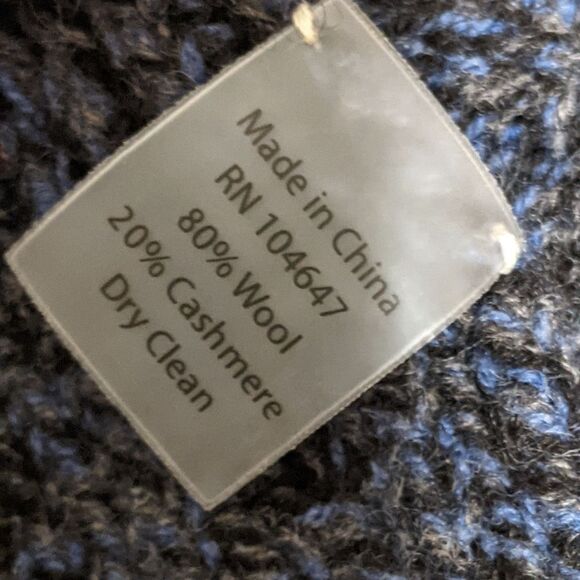 Made in China
RN 104647
80% Wool
20% Cashmere
Dry Clean